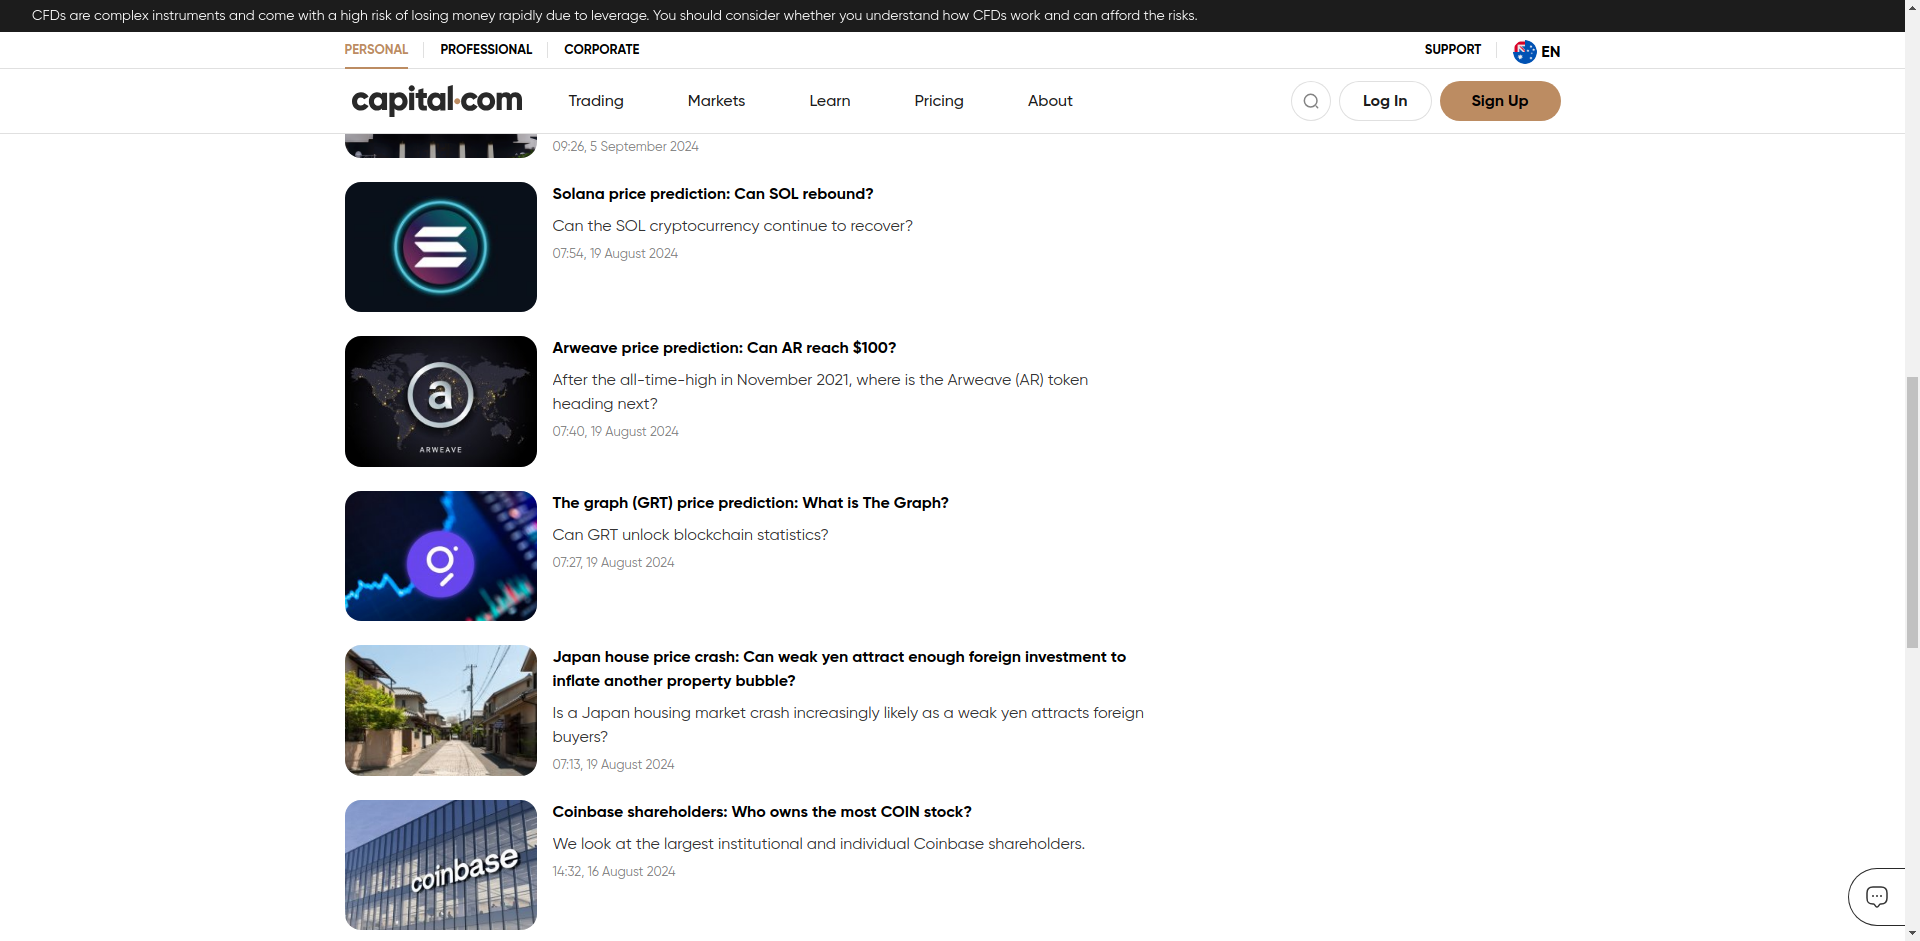 CFDs are complex instruments and come with a high risk of losing money rapidly due to leverage. You should consider whether you understand how CFDs work and can afford the risks.
PERSONAL
PROFESSIONAL
CORPORATE
SUPPORT
EN
capital.com
Trading
Markets
Learn
Pricing
About
Log In
Sign Up
09:26, 5 September 2024
Solana price prediction: Can SOL rebound?
Can the SOL cryptocurrency continue to recover?
07:54, 19 August 2024
a
ARWEAVE
Arweave price prediction: Can AR reach $100?
After the all-time-high in November 2021, where is the Arweave (AR) token
heading next?
07:40, 19 August 2024
The graph (GRT) price prediction: What is The Graph?
Can GRT unlock blockchain statistics?
07:27, 19 August 2024
Japan house price crash: Can weak yen attract enough foreign investment to
inflate another property bubble?
Is a Japan housing market crash increasingly likely as a weak yen attracts foreign
buyers?
07:13, 19 August 2024
coinbase
Coinbase shareholders: Who owns the most COIN stock?
We look at the largest institutional and individual Coinbase shareholders.
14:32, 16 August 2024